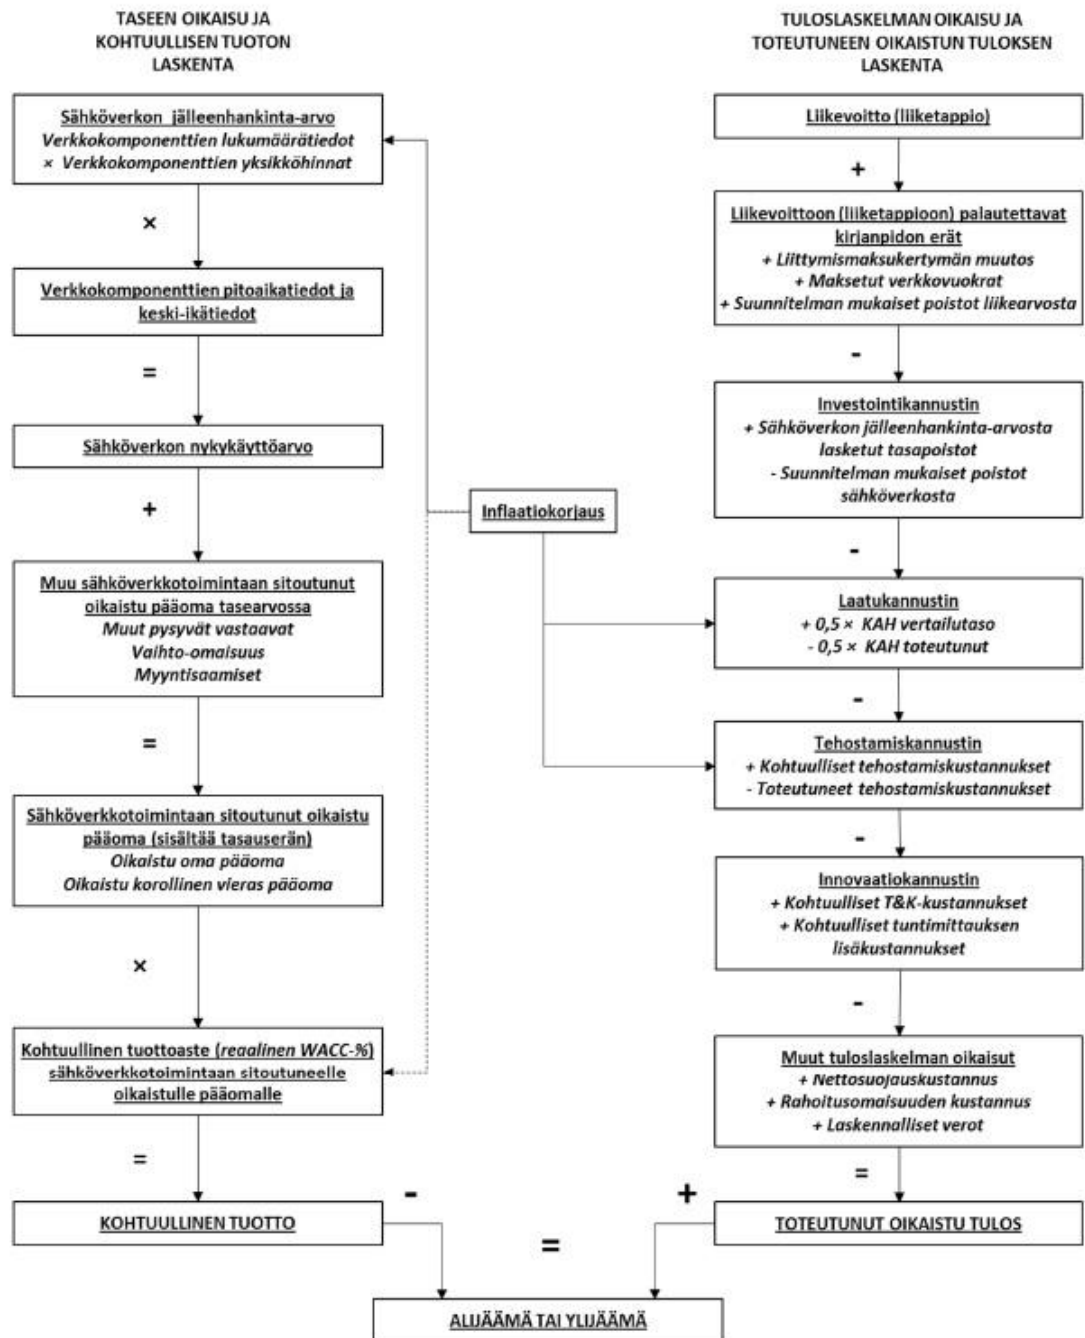 TASEEN OIKAISU JA
KOHTUULLISEN TUOTON
LASKENTA
Sähköverkon jälleenhankinta-arvo
Verkkokomponenttien lukumäärätiedot
× Verkkokomponenttien yksikköhinnat
×
Verkkokomponenttien pitoaikatiedot ja
keski-ikätiedot
=
Sähköverkon nykykäyttöarvo
+
Muu sähköverkkotoimintaan sitoutunut
oikaistu pääoma tasearvossa
Muut pysyvät vastaavat
Vaihto-omaisuus
Myyntisaamiset
=
Sähköverkkotoimintaan sitoutunut oikaistu
pääoma (sisältää tasauserän)
Oikaistu oma pääoma
Oikaistu korollinen vieras pääoma
×
Kohtuullinen tuottoaste (reaalinen WACC-%)
sähköverkkotoimintaan sitoutuneelle
oikaistulle pääomalle
=
KOHTUULLINEN TUOTTO
-
Inflaatiokorjaus
TULOSLASKELMAN OIKAISU JA
TOTEUTUNEEN OIKAISTUN TULOKSEN
LASKENTA
Liikevoitto (liiketappio)
+
Liikevoittoon (liiketappioon) palautettavat
kirjanpidon erät
+ Liittymismaksukertymän muutos
+ Maksetut verkkovuokrat
+ Suunnitelman mukaiset poistot liikearvosta
-
Investointikannustin
+ Sähköverkon jälleenhankinta-arvosta
lasketut tasapoistot
- Suunnitelman mukaiset poistot
sähköverkosta
-
Laatukannustin
+ 0,5 × KAH vertailutaso
- 0,5 × KAH toteutunut
-
Tehostamiskannustin
+ Kohtuulliset tehostamiskustannukset
- Toteutuneet tehostamiskustannukset
-
Innovaatiokannustin
+ Kohtuulliset T&K-kustannukset
+ Kohtuulliset tuntimittauksen
lisäkustannukset
-
Muut tuloslaskelman oikaisut
+ Nettosuojauskustannus
+ Rahoitusomaisuuden kustannus
+ Laskennalliset verot
=
TOTEUTUNUT OIKAISTU TULOS
+
=
ALIJÄÄMÄ TAI YLIJÄÄMÄ